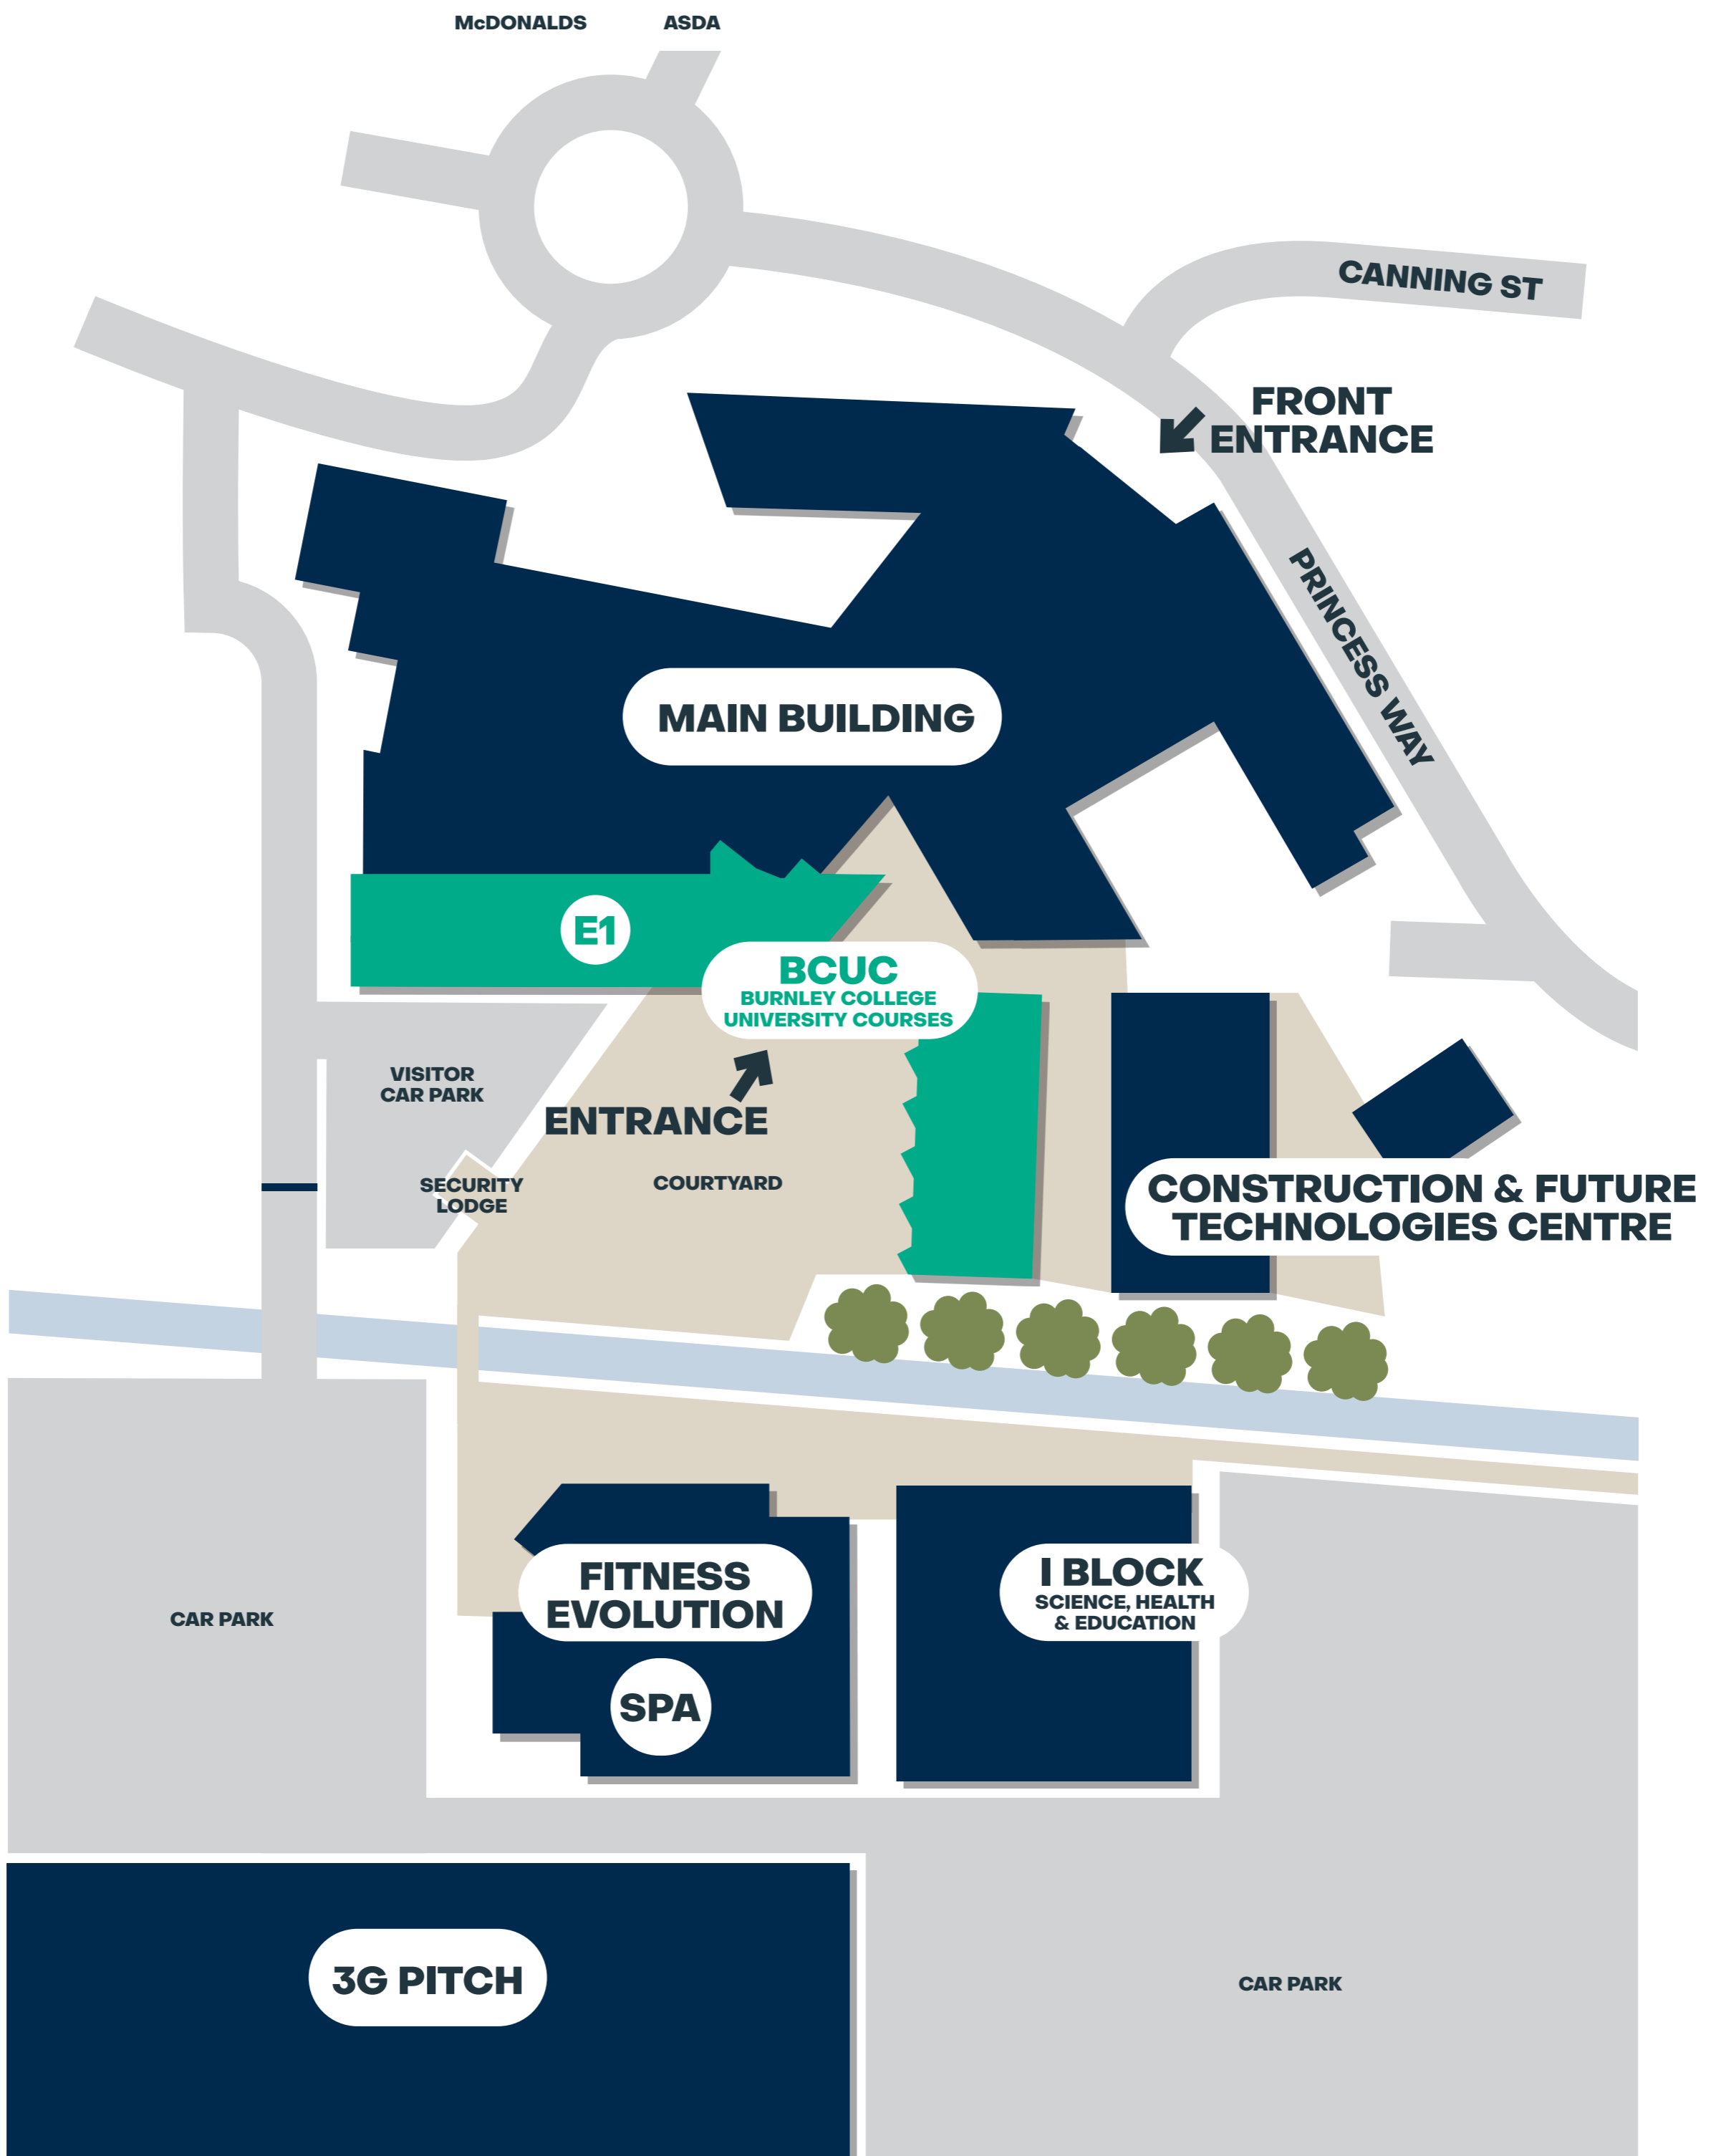 McDONALDS
ASDA
CANNING ST
FRONT
ENTRANCE
PRINCESS WAY
MAIN BUILDING
E1
BCUC
BURNLEY COLLEGE
UNIVERSITY COURSES
VISITOR
CAR PARK
ENTRANCE
COURTYARD
SECURITY
LODGE
CONSTRUCTION & FUTURE
TECHNOLOGIES CENTRE
FITNESS
EVOLUTION
I BLOCK
SCIENCE, HEALTH
& EDUCATION
CAR PARK
SPA
3G PITCH
CAR PARK